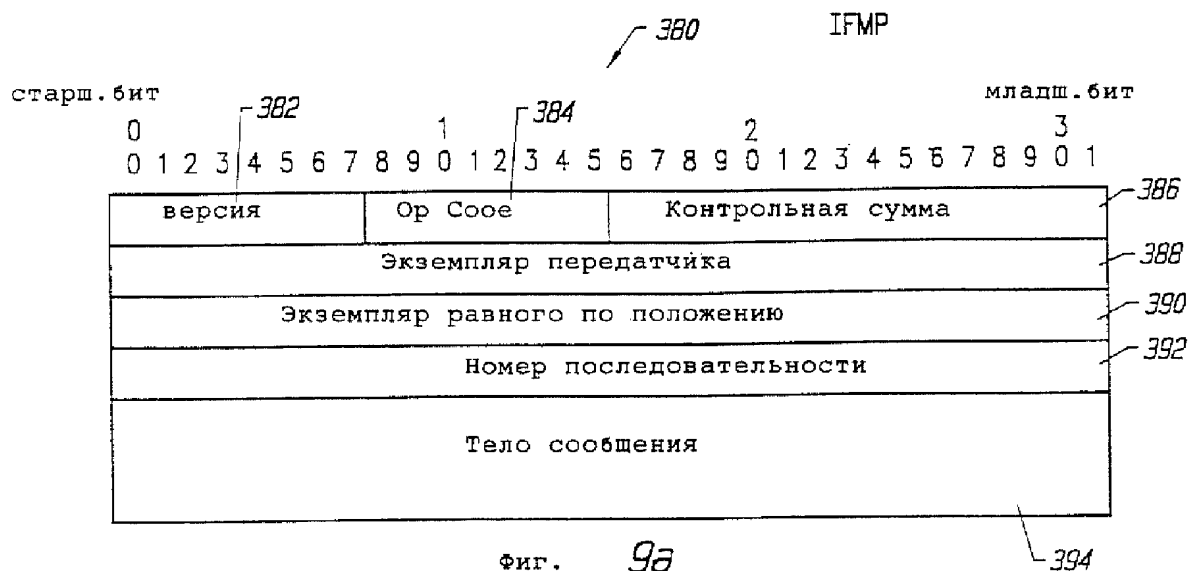 380 IFMP
старш.бит 382 384 младш.бит
0 1 2 3
0 1 2 3 4 5 6 7 8 9 0 1 2 3 4 5 6 7 8 9 0 1 2 3 4 5 6 7 8 9 0 1
версия Op Cooe Контрольная сумма 386
Экземпляр передатчика 388
Экземпляр равного по положению 390
Номер последовательности 392
Тело сообщения
394
Фиг. 9a